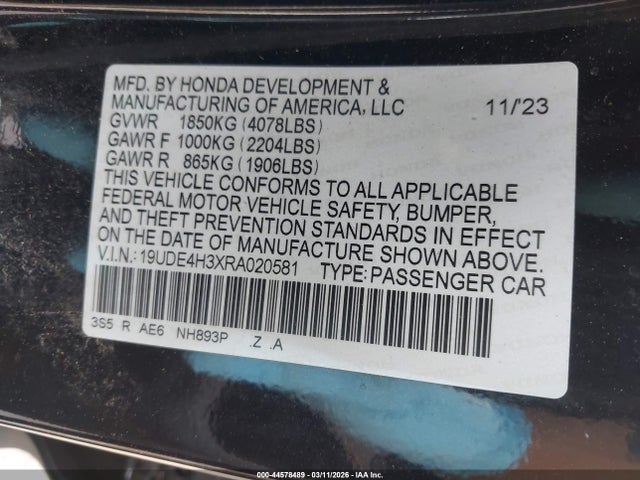 MFD. BY HONDA DEVELOPMENT &
MANUFACTURING OF AMERICA, LLC 11/'23
GVWR 1850KG (4078LBS)
GAWR F 1000KG (2204LBS)
GAWR R 865KG (1906LBS)
THIS VEHICLE CONFORMS TO ALL APPLICABLE
FEDERAL MOTOR VEHICLE SAFETY, BUMPER,
AND THEFT PREVENTION STANDARDS IN EFFECT
ON THE DATE OF MANUFACTURE SHOWN ABOVE.
V.I.N.: 19UDE4H3XRA020581 TYPE: PASSENGER CAR
3S5 R AE6 NH893P .Z .A
000-44578489 - 03/11/2026 - IAA Inc.